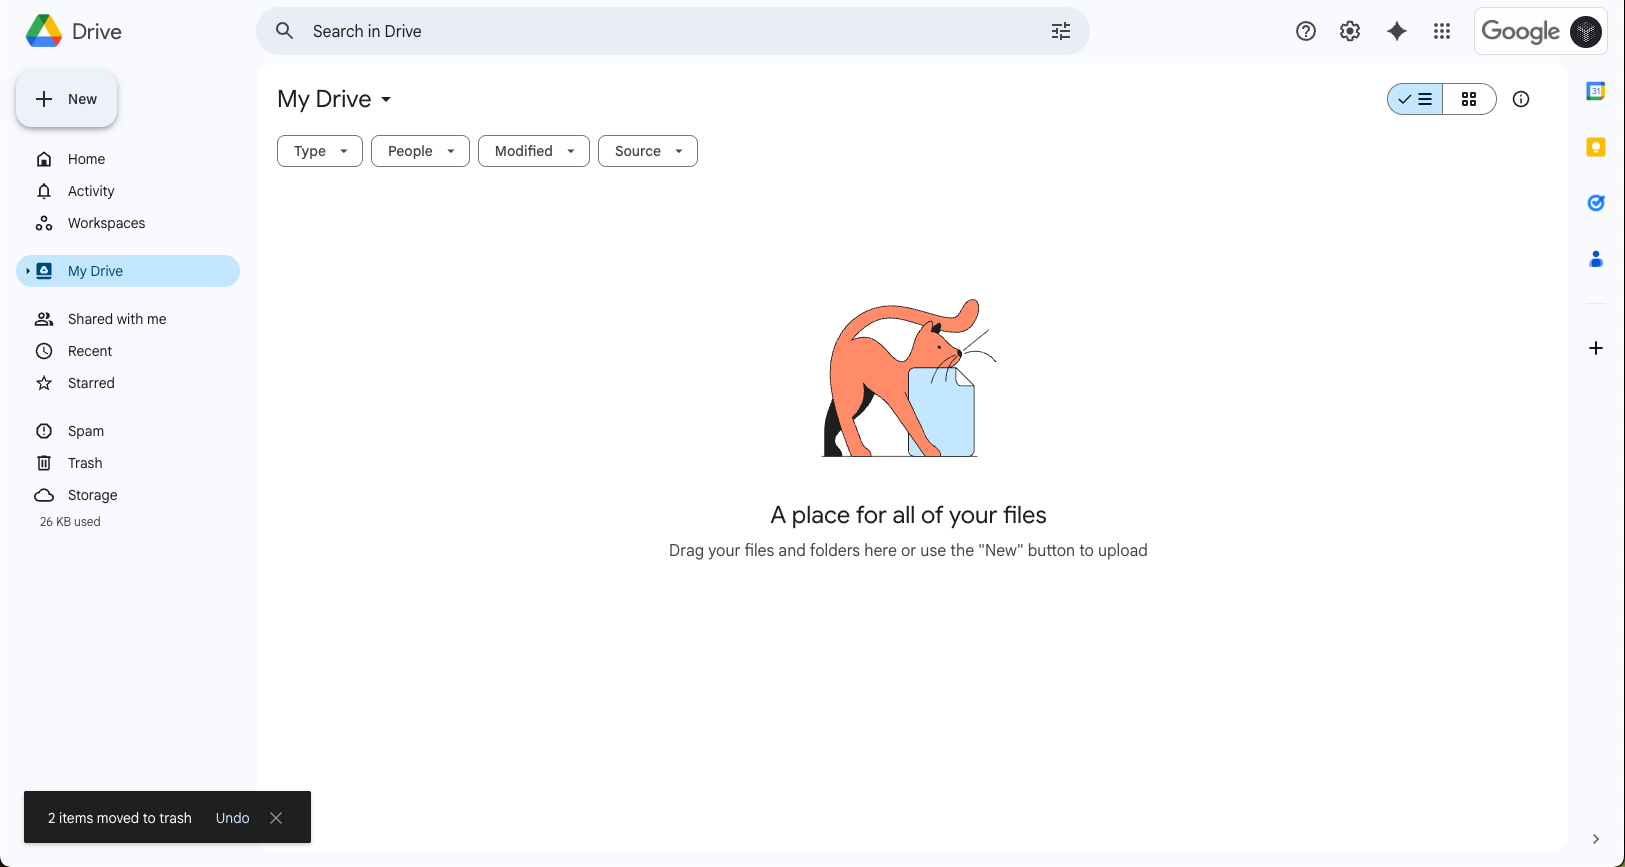 Drive
Search in Drive
Google
New
Home
Activity
Workspaces
My Drive
Shared with me
Recent
Starred
Spam
Trash
Storage
26 KB used
My Drive
Type
People
Modified
Source
A place for all of your files
Drag your files and folders here or use the "New" button to upload
31
2 items moved to trash
Undo